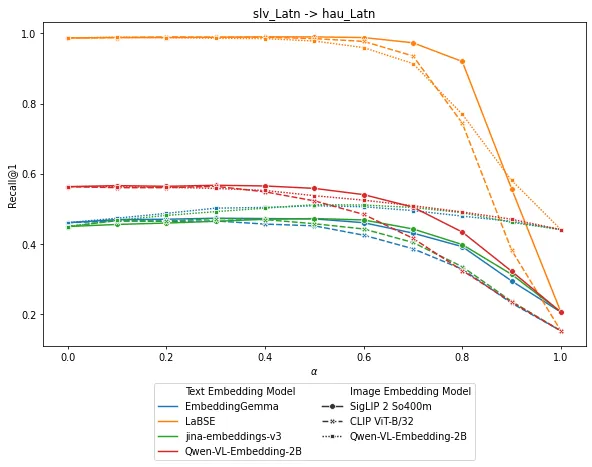 slv_Latn -> hau_Latn
Recall@1
1.0
0.8
0.6
0.4
0.2
0.0 0.2 0.4 0.6 0.8 1.0
α
Text Embedding Model
EmbeddingGemma
LaBSE
jina-embeddings-v3
Qwen-VL-Embedding-2B
Image Embedding Model
SigLIP 2 So400m
CLIP ViT-B/32
Qwen-VL-Embedding-2B